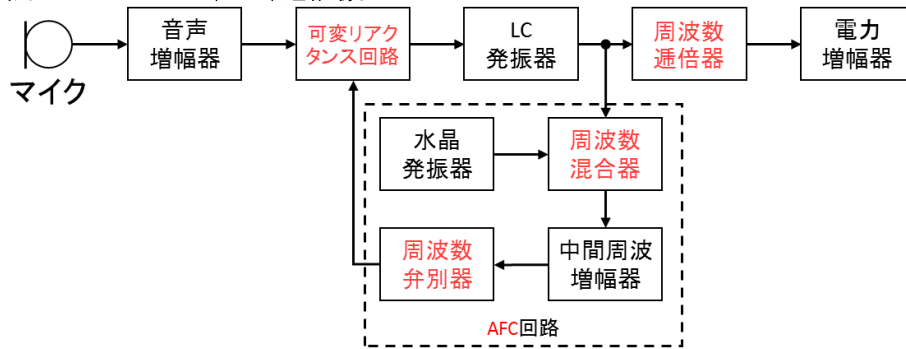 音声
増幅器
可変リアク
タンス回路
LC
発振器
周波数
逓倍器
電力
増幅器
マイク
水晶
発振器
周波数
混合器
周波数
弁別器
中間周波
増幅器
AFC回路